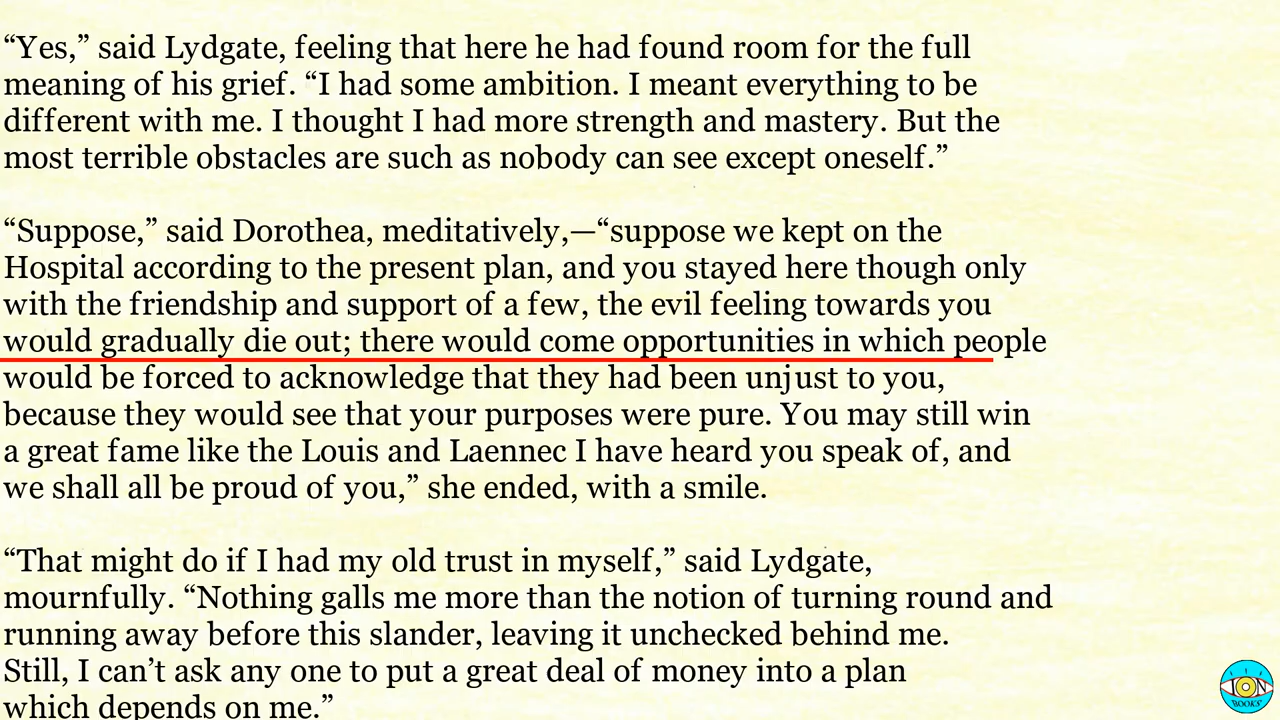 “Yes,” said Lydgate, feeling that here he had found room for the full
meaning of his grief. “I had some ambition. I meant everything to be
different with me. I thought I had more strength and mastery. But the
most terrible obstacles are such as nobody can see except oneself.”
“Suppose,” said Dorothea, meditatively,—“suppose we kept on the
Hospital according to the present plan, and you stayed here though only
with the friendship and support of a few, the evil feeling towards you
would gradually die out; there would come opportunities in which people
would be forced to acknowledge that they had been unjust to you,
because they would see that your purposes were pure. You may still win
a great fame like the Louis and Laennec I have heard you speak of, and
we shall all be proud of you,” she ended, with a smile.
“That might do if I had my old trust in myself,” said Lydgate,
mournfully. “Nothing galls me more than the notion of turning round and
running away before this slander, leaving it unchecked behind me.
Still, I can’t ask any one to put a great deal of money into a plan
which depends on me.”
ION
BOOKS